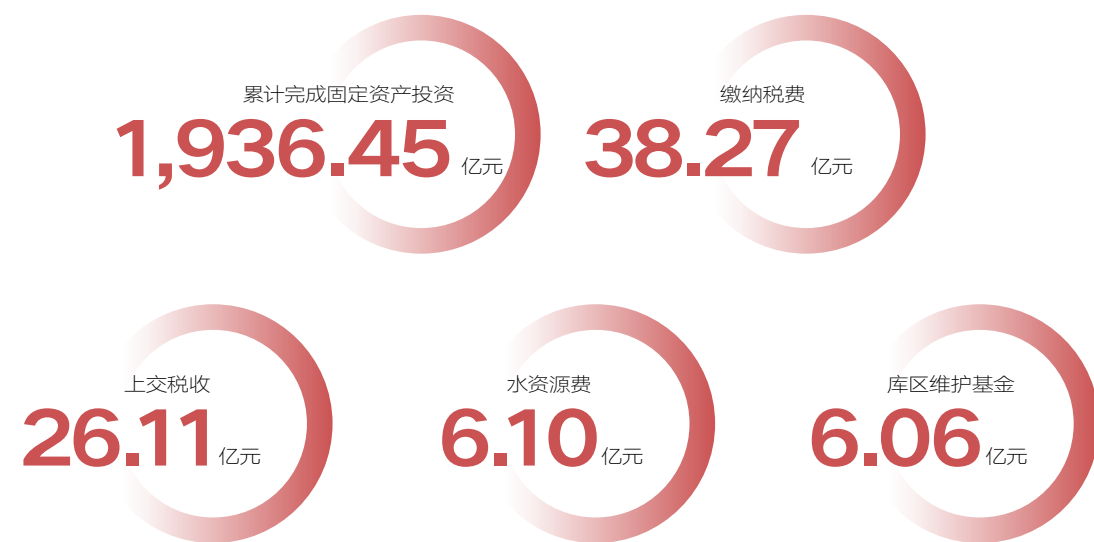 累计完成固定资产投资
1,936.45 亿元
缴纳税费
38.27 亿元
上交税收
26.11 亿元
水资源费
6.10 亿元
库区维护基金
6.06 亿元